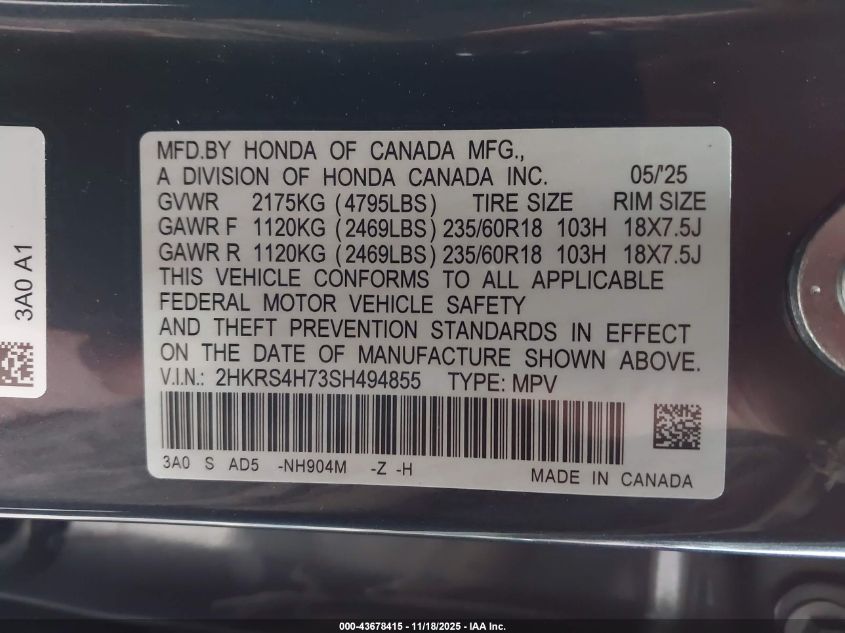 MFD.BY HONDA OF CANADA MFG.,
A DIVISION OF HONDA CANADA INC. 05/'25
GVWR 2175KG (4795LBS) TIRE SIZE RIM SIZE
GAWR F 1120KG (2469LBS) 235/60R18 103H 18X7.5J
GAWR R 1120KG (2469LBS) 235/60R18 103H 18X7.5J
THIS VEHICLE CONFORMS TO ALL APPLICABLE
FEDERAL MOTOR VEHICLE SAFETY
AND THEFT PREVENTION STANDARDS IN EFFECT
ON THE DATE OF MANUFACTURE SHOWN ABOVE.
V.I.N.: 2HKRS4H73SH494855 TYPE: MPV
3A0 S AD5 -NH904M -Z -H MADE IN CANADA
3A0 A1
000-43678415 - 11/18/2025 - IAA Inc.